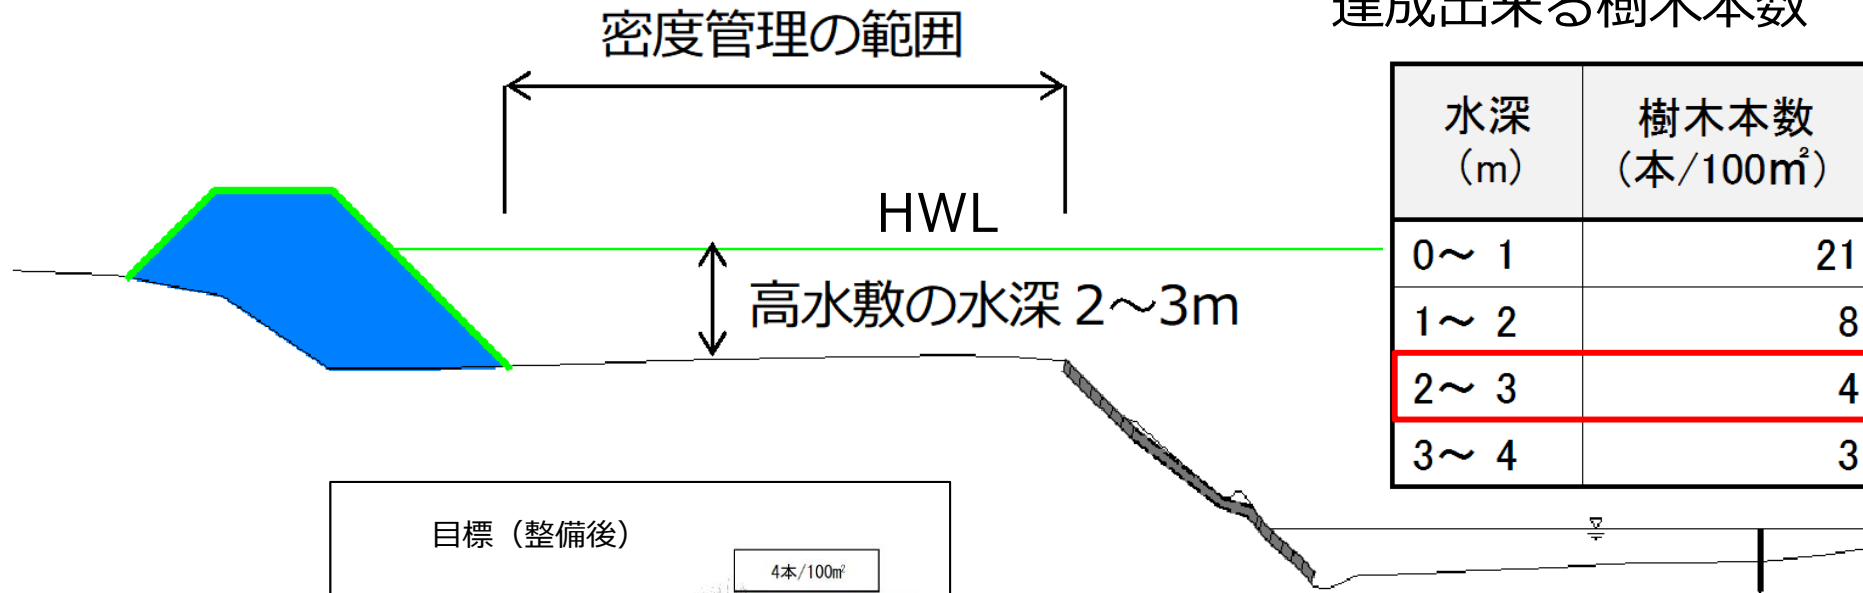 達成出来る樹木本数
密度管理の範囲
水深
(m)
樹木本数
(本/100㎡)
HWL
0～ 1 21
高水敷の水深 2～3m
1～ 2 8
2～ 3 4
3～ 4 3
目標（整備後）
4本/100㎡